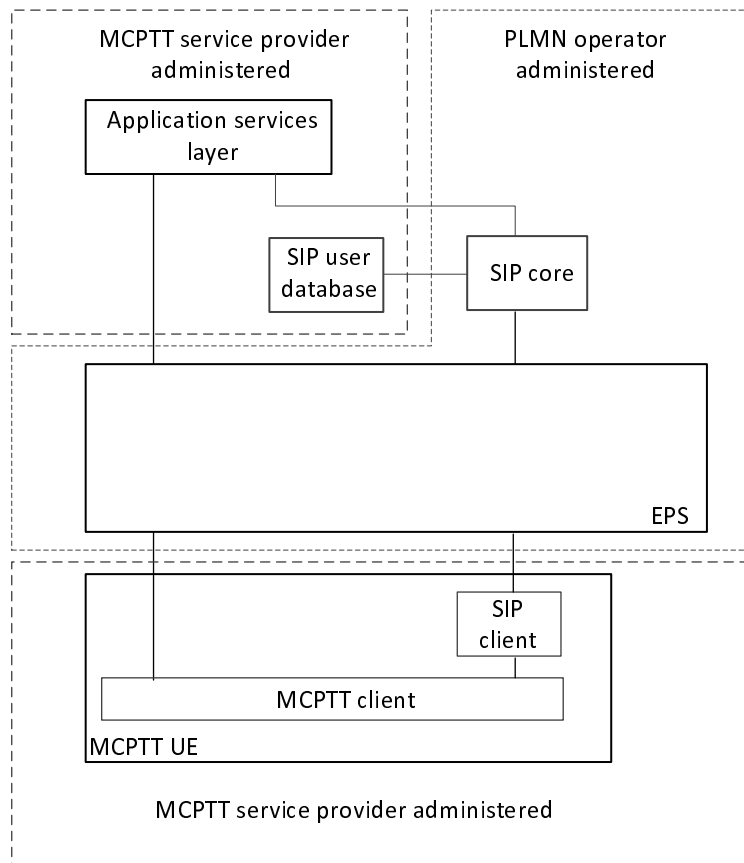 MCPTT service provider
administered
PLMN operator
administered
Application services
layer
SIP user
database
SIP core
EPS
SIP
client
MCPTT client
MCPTT UE
MCPTT service provider administered